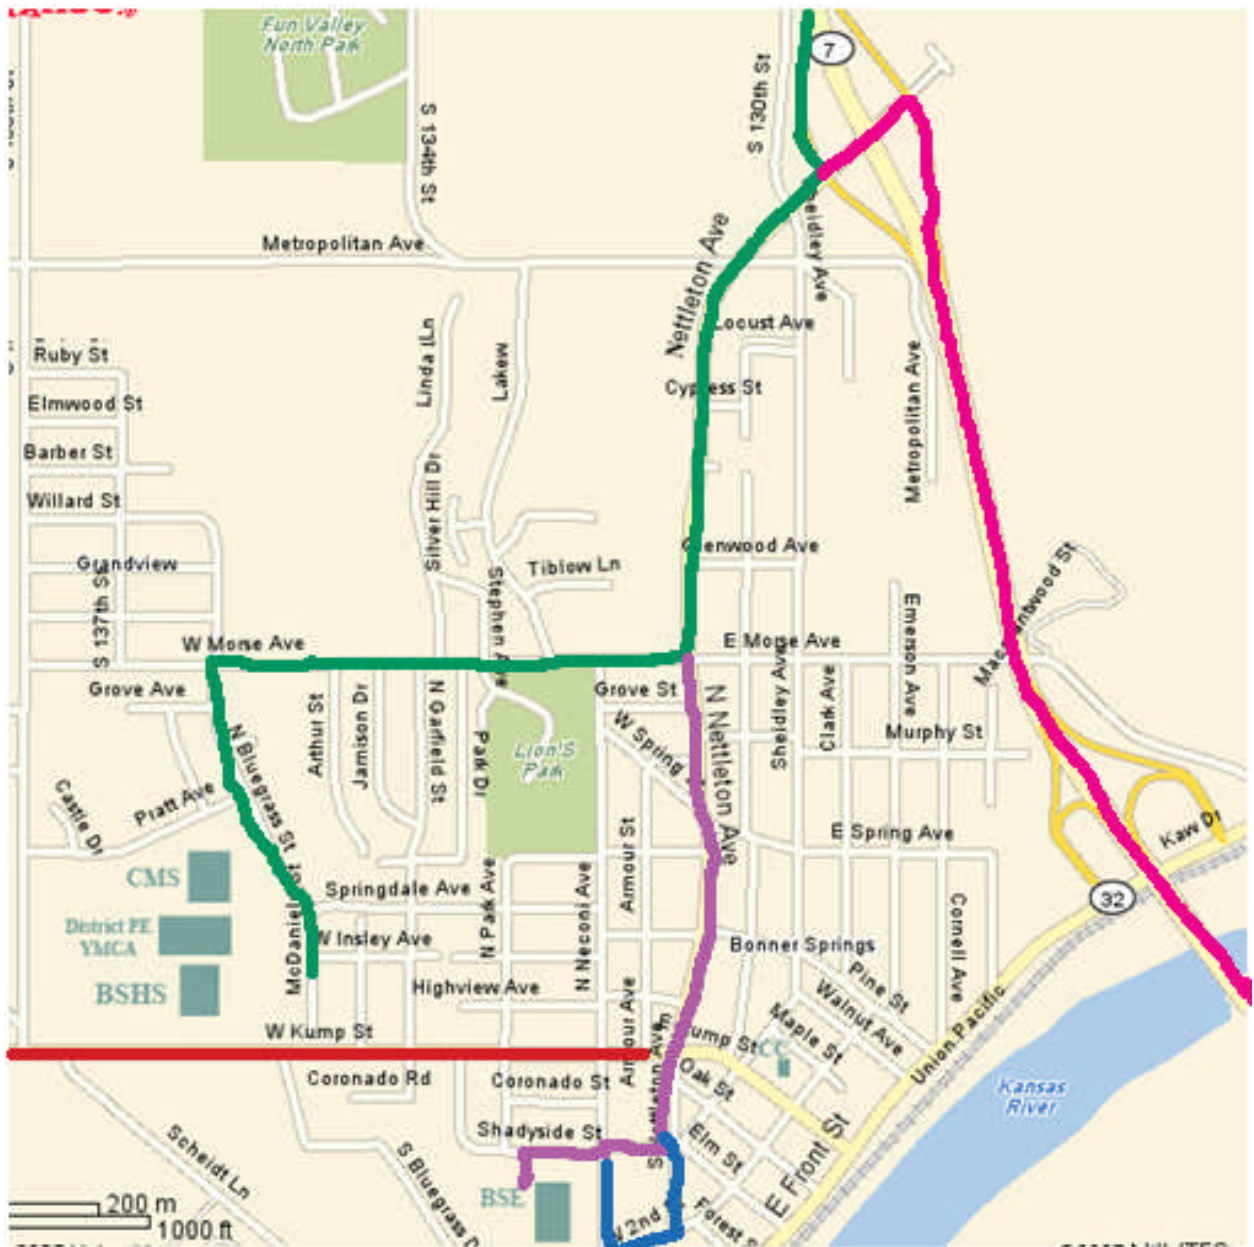 Fun Valley
North Park
7
S 130th St
S 134th St
Metropolitan Ave
Nettleton Ave
Locust Ave
Ruby St
Linda
Ln
Lakew
Cypress St
Metropolitan Ave
Elmwood St
Barber St
Silver Hill Dr
Willard St
Grandview
Tiblow Ln
Stephen Ave
S 137th St
W Morse Ave
E Morse Ave
Emerson Ave
Grove Ave
Grove St
N Nettleton Ave
Sheidley Ave
Clark Ave
Murphy St
W Spring
N Bluegrass St
Arthur St
Jamison Dr
N Garfield St
Park Dr
Lion'S
Park
Castle Dr
Pratt Ave
E Spring Ave
Kaw Dr
32
CMS
Springdale Ave
N Park Ave
N Neconi Ave
Armour St
Cornell Ave
District PE
YMCA
McDaniel
W Insley Ave
Bonner Springs
BSHS
Highview Ave
Pine St
Walnut Ave
Maple St
Union Pacific
W Kump St
ump St
CC
Armour Ave
Coronado Rd
Coronado St
Oak St
Kansas
River
Shadyside St
Elm St
E Front St
Scheidt Ln
S Bluegrass
BSE
2nd
Forest
200 m
1000 ft